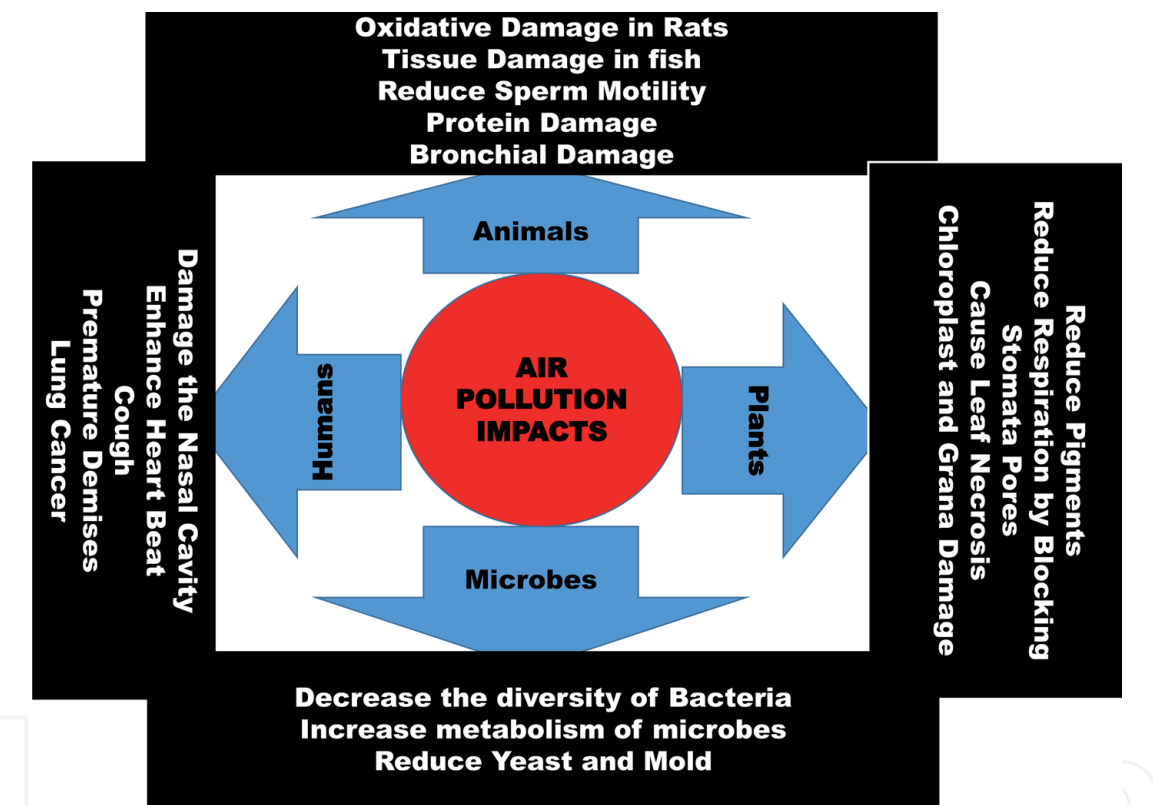 Oxidative Damage in Rats
Tissue Damage in fish
Reduce Sperm Motility
Protein Damage
Bronchial Damage
Animals
Damage the Nasal Cavity
Enhance Heart Beat
Cough
Premature Demises
Lung Cancer
Humans
AIR
POLLUTION
IMPACTS
Plants
Reduce Pigments
Reduce Respiration by Blocking
Stomata Pores
Cause Leaf Necrosis
Chloroplast and Grana Damage
Microbes
Decrease the diversity of Bacteria
Increase metabolism of microbes
Reduce Yeast and Mold